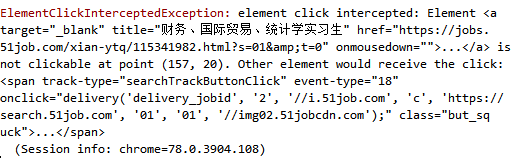 ElementClickInterceptedException: element click intercepted: Element <a
target="_blank" title="财务、国际贸易、统计学实习生" href="https://jobs.
51job.com/xian-ytq/115341982.html?s=01&amp;t=0" onmousedown="">...</a> is
not clickable at point (157, 20). Other element would receive the click:
<span track-type="searchTrackButtonClick" event-type="18"
onclick="delivery('delivery_jobid', '2', '//i.51job.com', 'c', 'https://
search.51job.com', '01', '01', '//img02.51jobcdn.com');" class="but_sq
uck">...</span>
(Session info: chrome=78.0.3904.108)